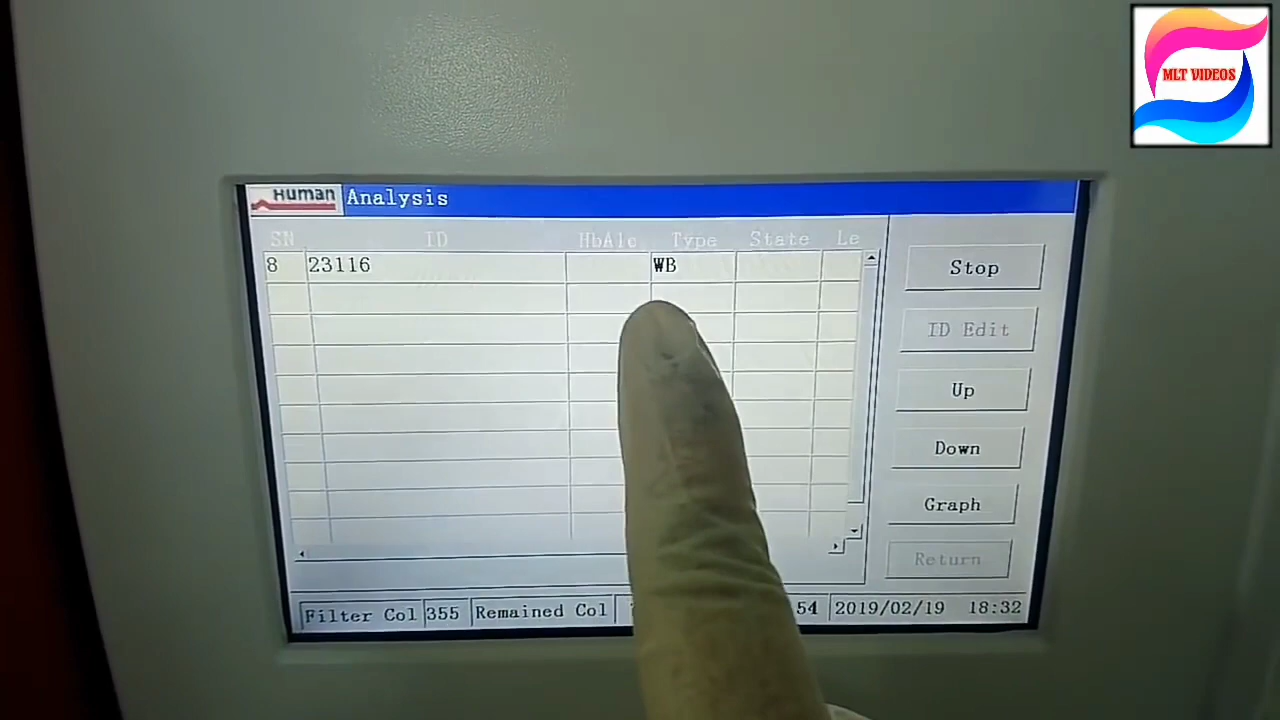 MLT VIDEOS
Human Analysis
SN ID HbA1c Type State Le
8 23116 WB
Stop
ID Edit
Up
Down
Graph
Return
Filter Col 355 Remained Col 54 2019/02/19 18:32